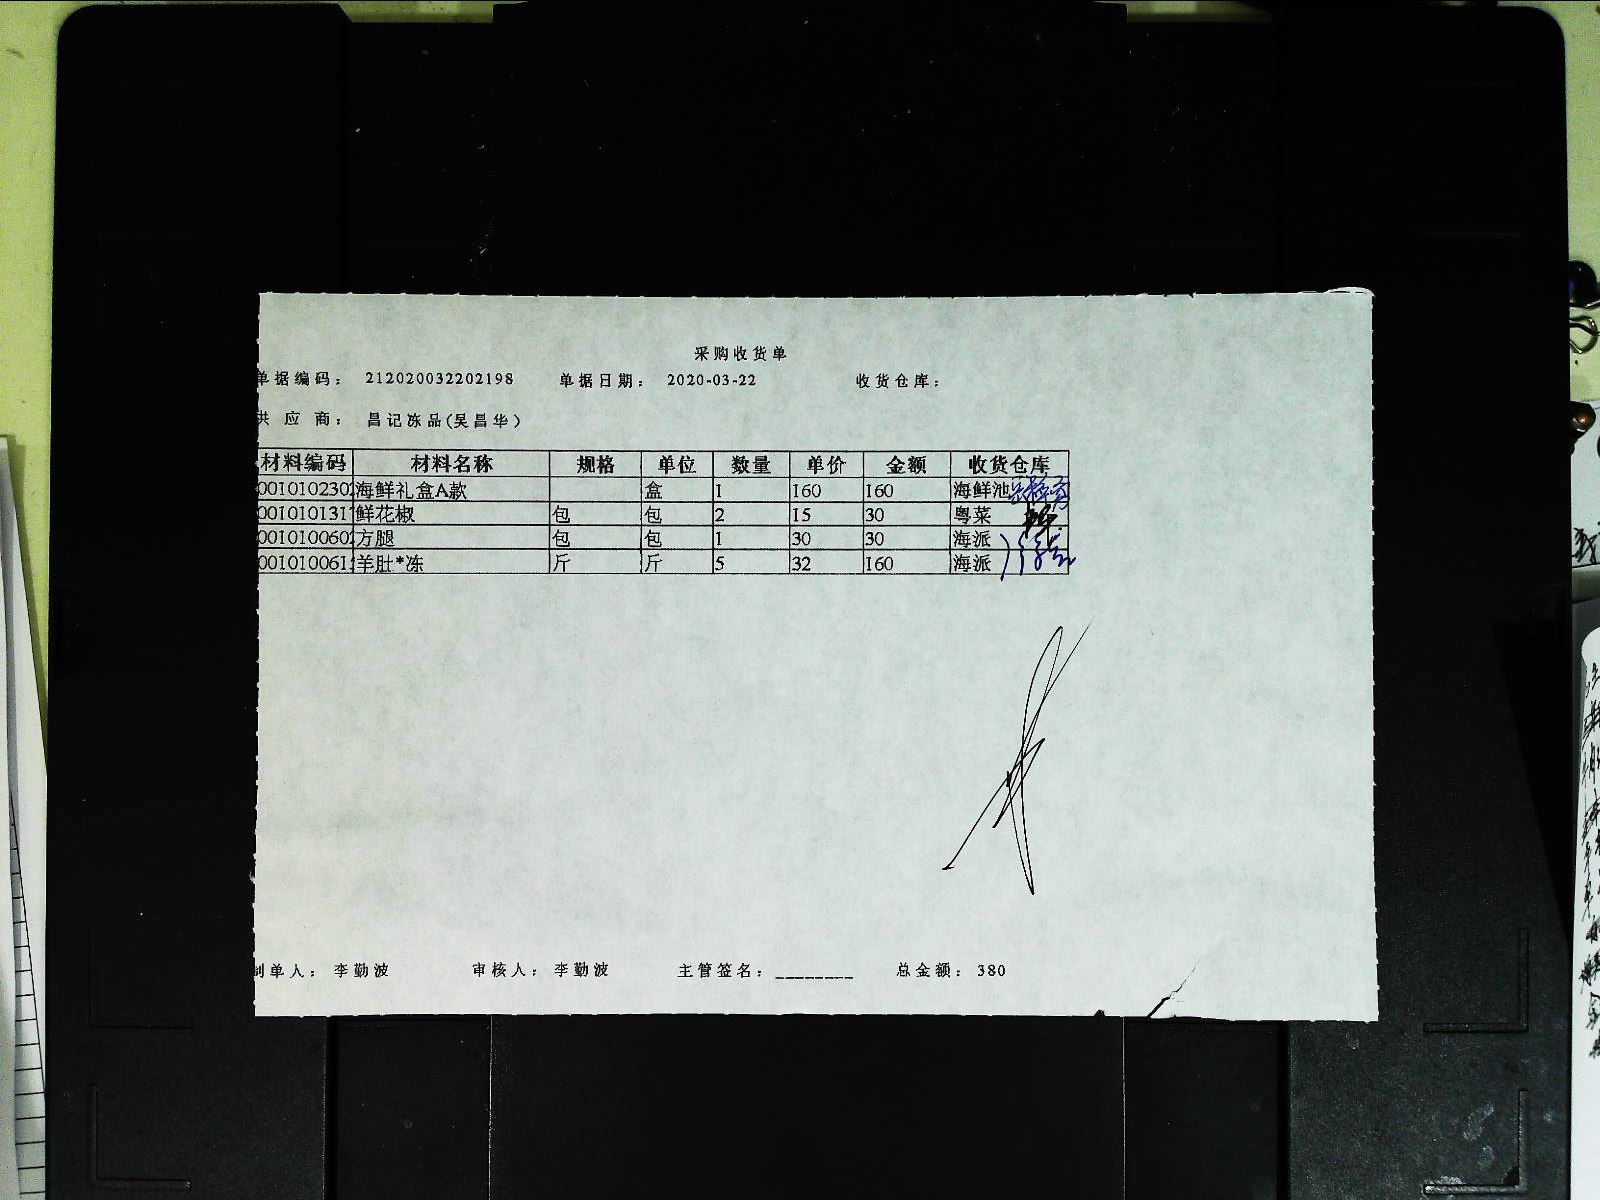 采购收货单
单据编码： 212020032202198 单据日期： 2020-03-22 收货仓库：
供 应 商： 昌记冻品(吴昌华)
材料编码 材料名称 规格 单位 数量 单价 金额 收货仓库
0010102302 海鲜礼盒A款 盒 1 160 160 海鲜池
0010101317 鲜花椒 包 包 2 15 30 粤菜
0010100602 方腿 包 包 1 30 30 海派
001010061 羊肚*冻 斤 斤 5 32 160 海派
制单人： 李勤波 审核人： 李勤波 主管签名： 总金额： 380